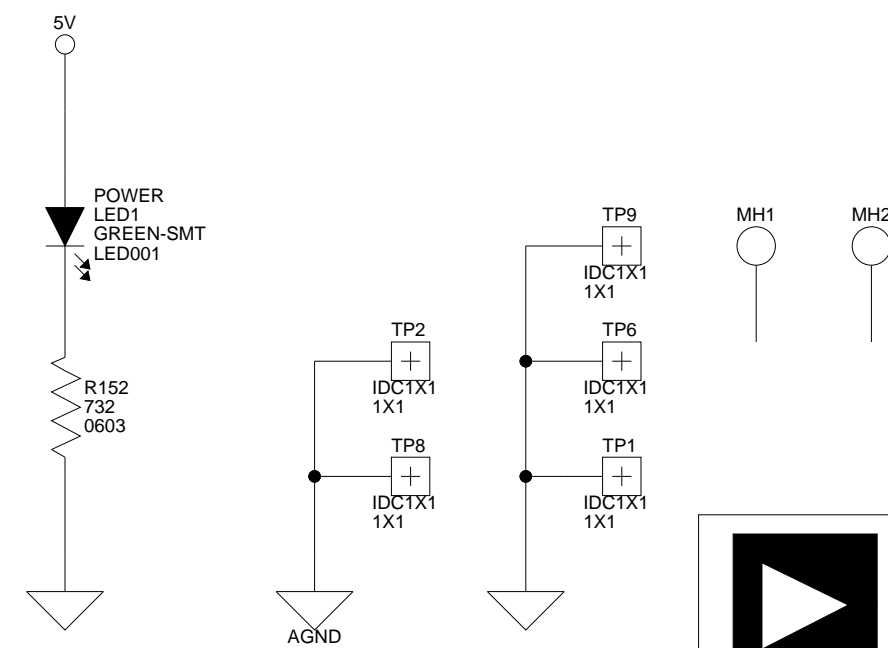 5V
POWER
LED1
GREEN-SMT
LED001
R152
732
0603
TP2
IDC1X1
1X1
TP8
IDC1X1
1X1
AGND
TP9
IDC1X1
1X1
TP6
IDC1X1
1X1
TP1
IDC1X1
1X1
MH1
MH2